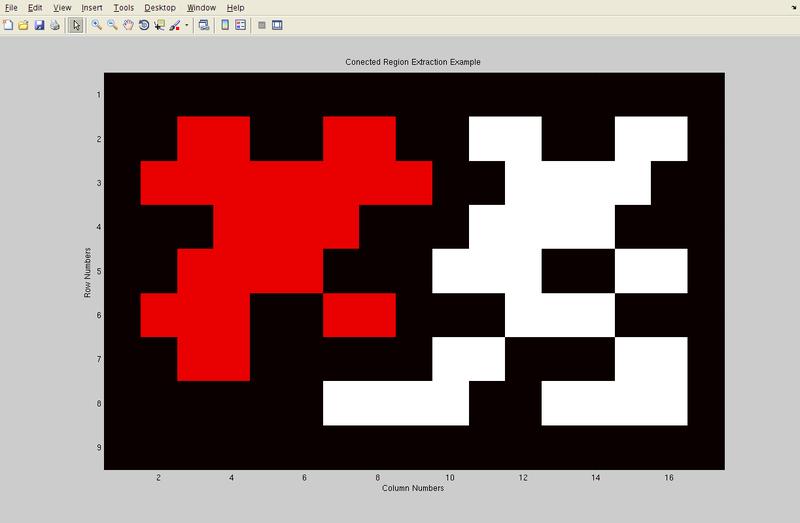 File Edit View Insert Tools Desktop Window Help
Conected Region Extraction Example
1
2
3
4
5
6
7
8
9
Row Numbers
2 4 6 8 10 12 14 16
Column Numbers